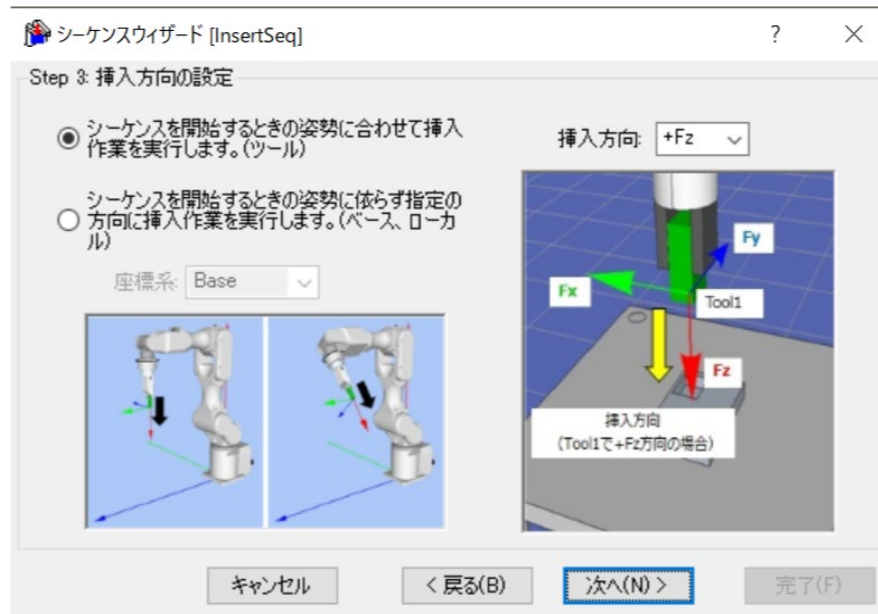 シーケンスウィザード [InsertSeq]
? ×
Step 3: 挿入方向の設定
シーケンスを開始するときの姿勢に合わせて挿入
作業を実行します。(ツール)
シーケンスを開始するときの姿勢に依らず指定の
方向に挿入作業を実行します。(ベース、ローカ
ル)
座標系: Base
挿入方向: +Fz
Fy
Fx
Tool1
Fz
挿入方向
(Tool1で+Fz方向の場合)
キャンセル
< 戻る(B)
次へ(N) >
完了(F)